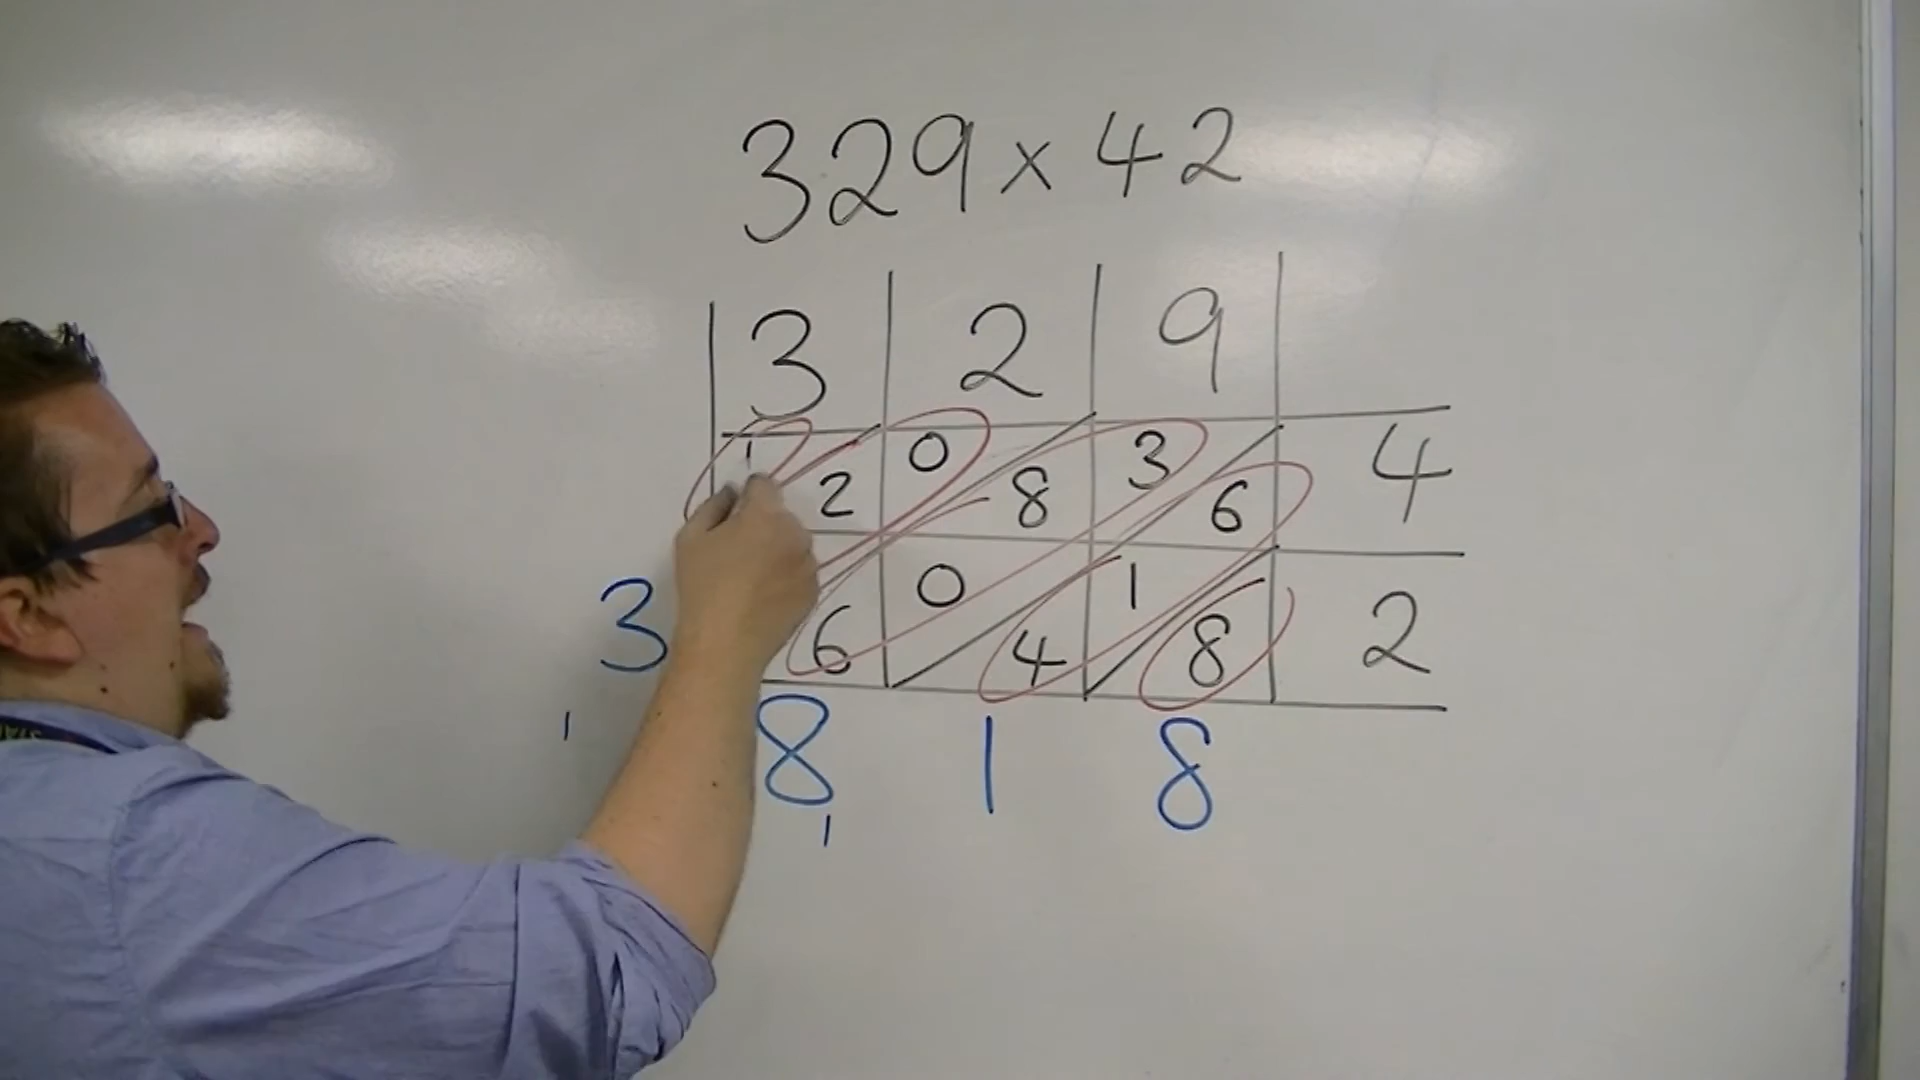 329 × 42
3 2 9
1 0 3
2 8 6 4
0 1
3 6 4 8 2
1 8 1 8
1